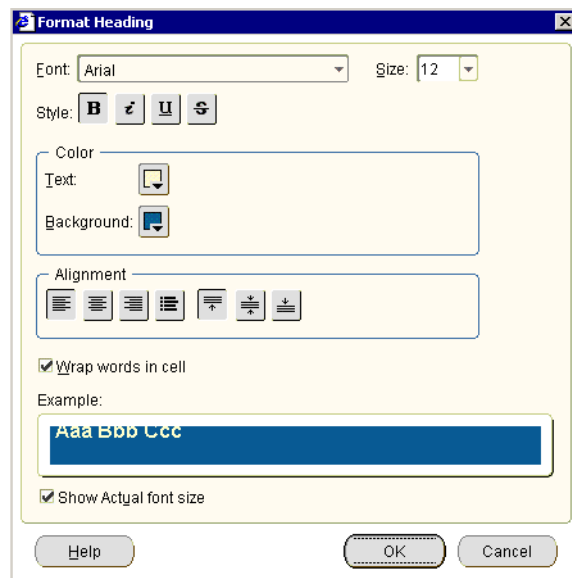 Format Heading
Font: Arial Size: 12
Style: B i U S
Color
Text:
Background:
Alignment
Wrap words in cell
Example:
Aaa Bbb Ccc
Show Actual font size
Help OK Cancel